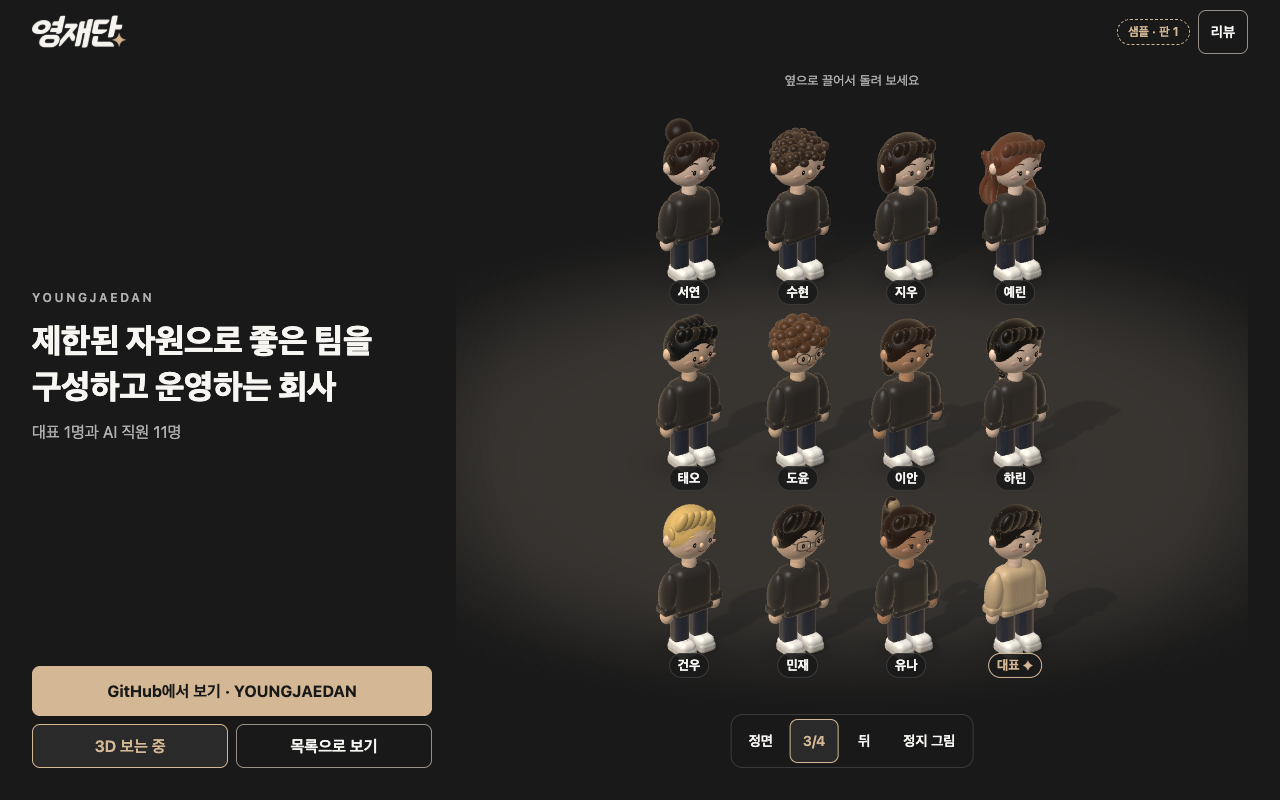 영재단
샘플 · 판 1
리뷰
옆으로 끌어서 돌려 보세요
YOUNGJAEDAN
제한된 자원으로 좋은 팀을
구성하고 운영하는 회사
대표 1명과 AI 직원 11명
서연
수현
지우
예린
태오
도윤
이안
하린
건우
민재
유나
대표
GitHub에서 보기 · YOUNGJAEDAN
3D 보는 중
목록으로 보기
정면
3/4
뒤
정지 그림